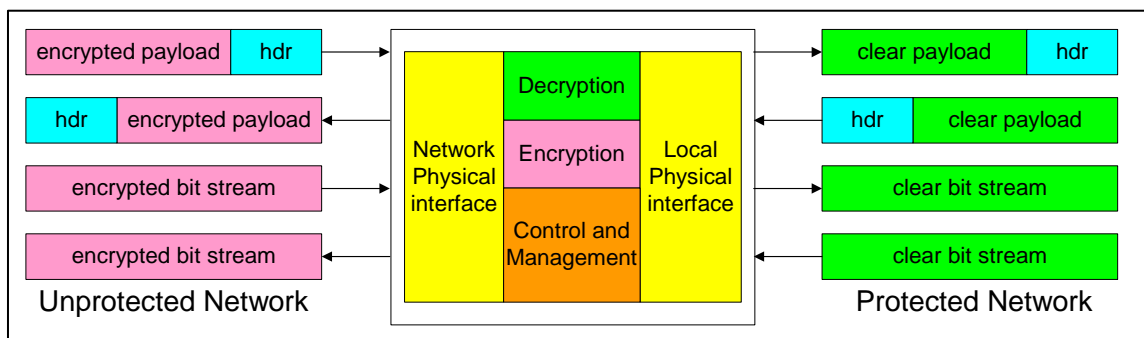 encrypted payload hdr
hdr encrypted payload
encrypted bit stream
encrypted bit stream
Unprotected Network
Network
Physical
interface
Decryption
Encryption
Control and
Management
Local
Physical
interface
clear payload hdr
hdr clear payload
clear bit stream
clear bit stream
Protected Network